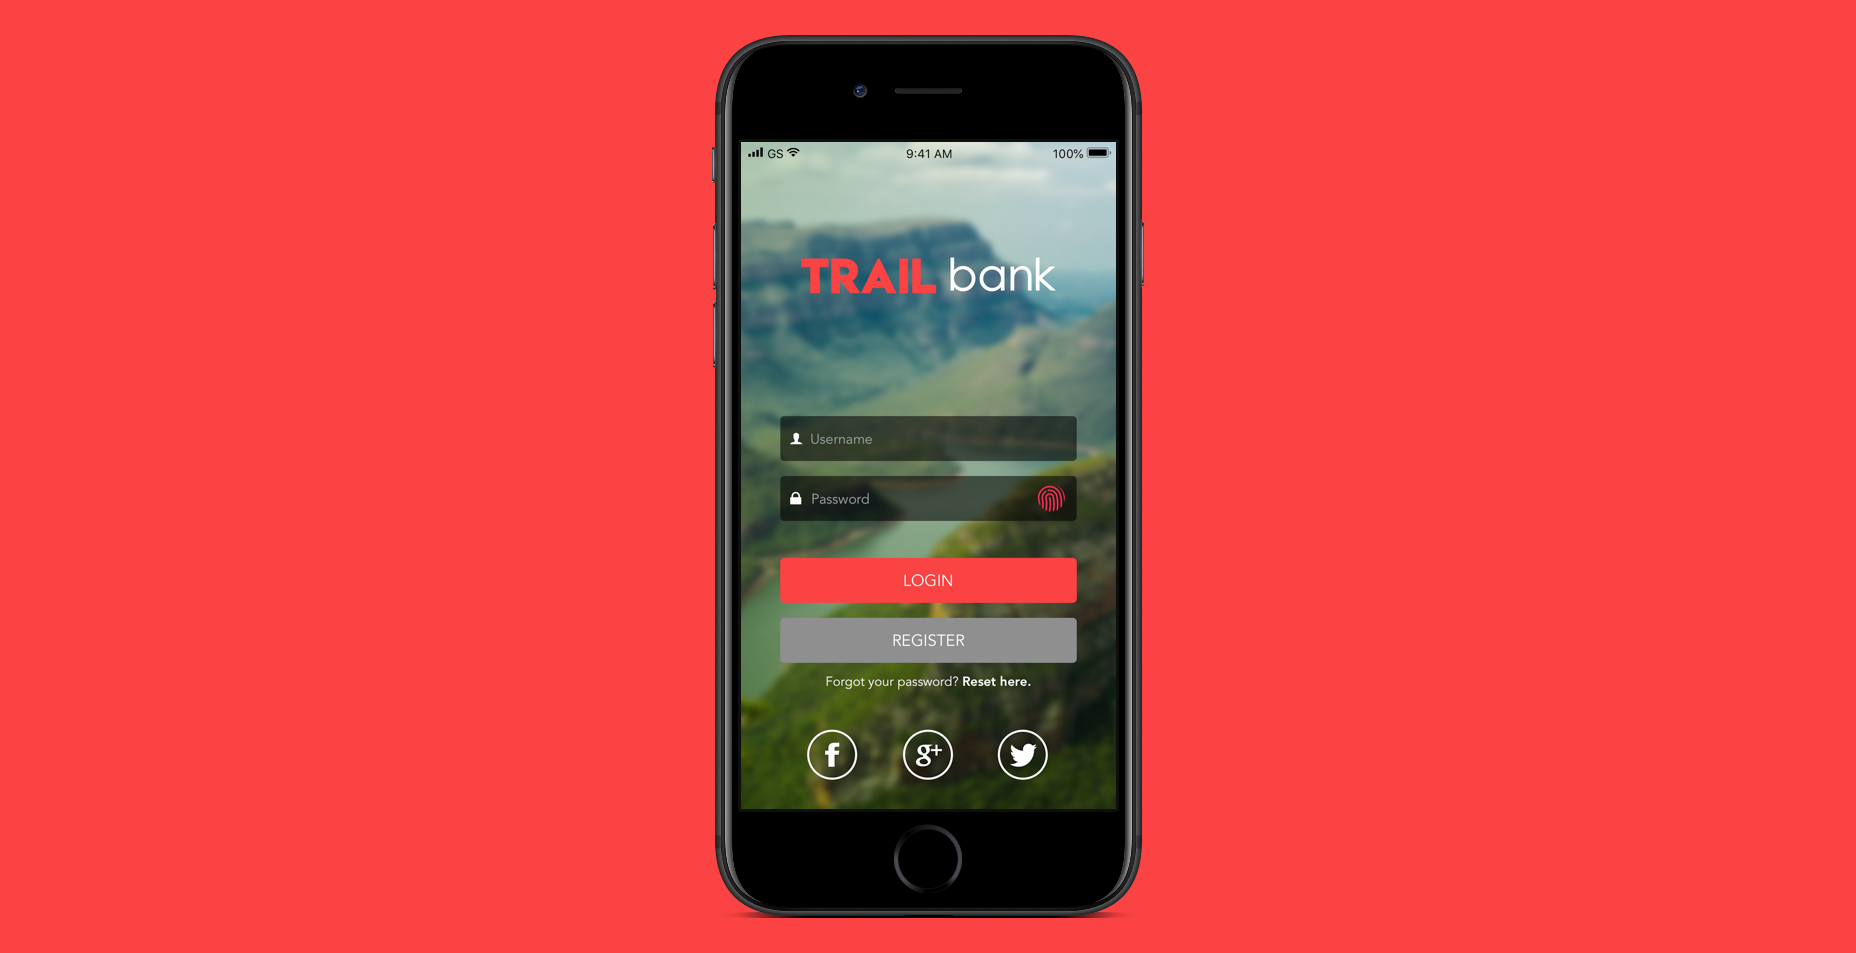 GS 9:41 AM 100%
TRAIL bank
Username
Password
LOGIN
REGISTER
Forgot your password? Reset here.
f g+